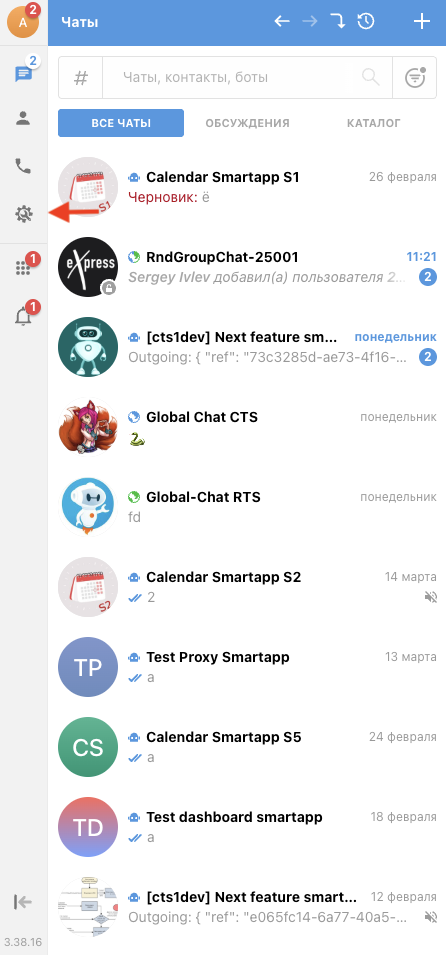 A
2
Чаты
2
#
Чаты, контакты, боты
ВСЕ ЧАТЫ
ОБСУЖДЕНИЯ
КАТАЛОГ
S1
Calendar Smartapp S1
26 февраля
Черновик: ё
eXpress
RndGroupChat-25001
11:21
Sergey Ivlev добавил(а) пользователя 2...
2
[cts1dev] Next feature sm...
понедельник
Outgoing: { "ref": "73c3285d-ae73-4f16-...
2
Global Chat CTS
понедельник
Global-Chat RTS
понедельник
fd
S2
Calendar Smartapp S2
14 марта
2
TP
Test Proxy Smartapp
13 марта
a
CS
Calendar Smartapp S5
24 февраля
a
TD
Test dashboard smartapp
18 февраля
a
[cts1dev] Next feature smart...
12 февраля
Outgoing: { "ref": "e065fc14-6a77-40a5-...
1
1
3.38.16